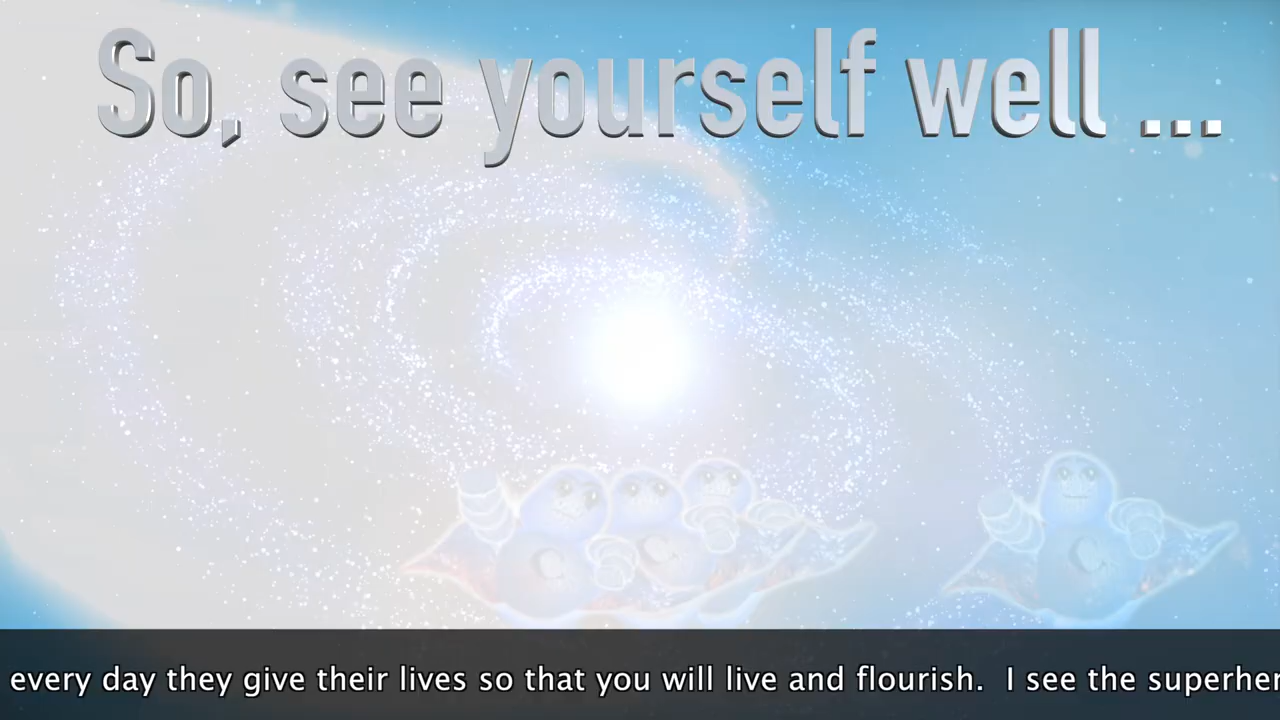 So, see yourself well ...
every day they give their lives so that you will live and flourish.  I see the